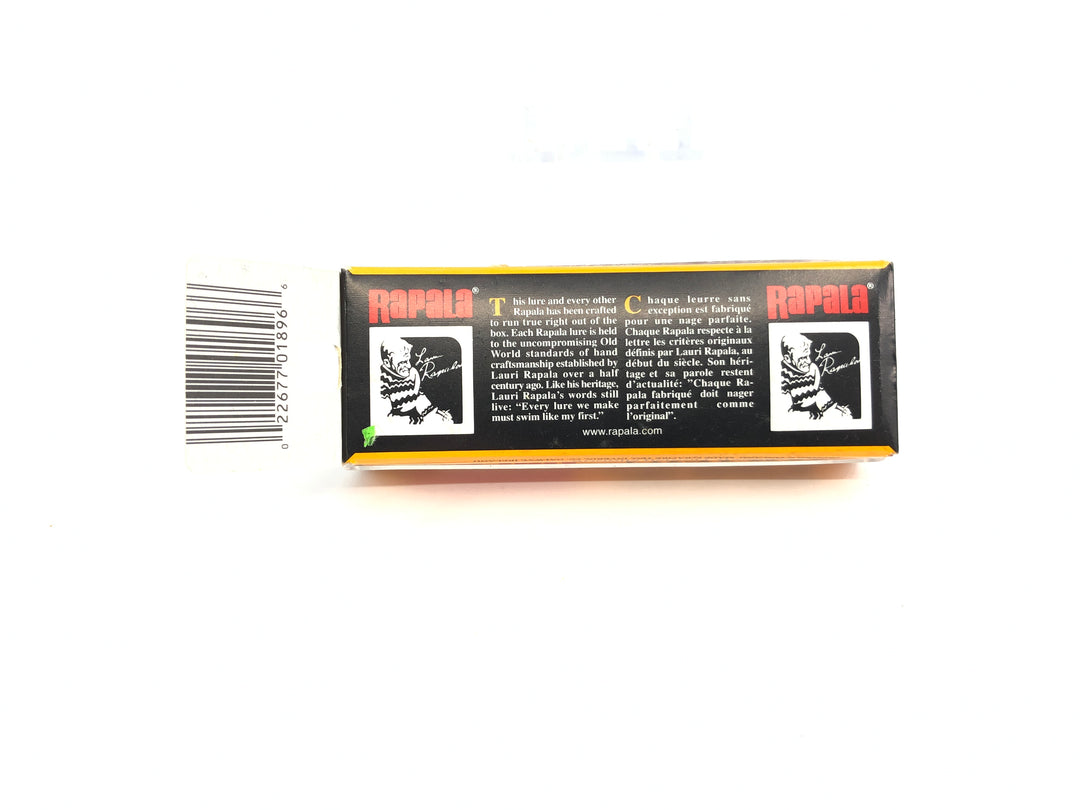 0 22677 01896 6
RAPALA®
Lauri
Rapala
This lure and every other
Rapala has been crafted
to run true right out of the
box. Each Rapala lure is held
to the uncompromising Old
World standards of hand
craftsmanship established by
Lauri Rapala over a half
century ago. Like his heritage,
Lauri Rapala's words still
live: “Every lure we make
must swim like my first.”
Chaque leurre sans
exception est fabriqué
pour une nage parfaite.
Chaque Rapala respecte à la
lettre les critères originaux
définis par Lauri Rapala, au
début du siècle. Son héri-
tage et sa parole restent
d'actualité: ”Chaque Ra-
pala fabriqué doit nager
parfaitement comme
l'original”.
www.rapala.com
RAPALA®
Lauri
Rapala